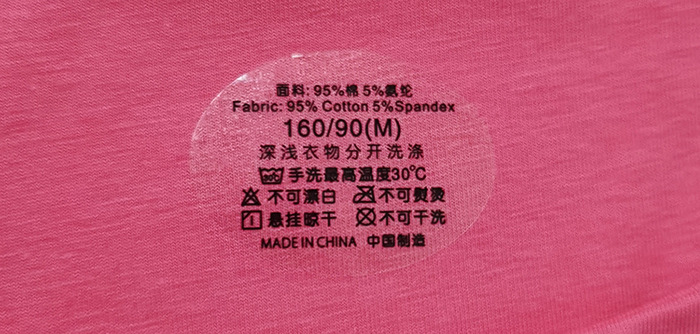 面料: 95%棉 5%氨纶
Fabric: 95% Cotton 5%Spandex
160/90(M)
深浅衣物分开洗涤
手洗最高温度30℃
不可漂白 不可熨烫
悬挂晾干 不可干洗
MADE IN CHINA 中国制造